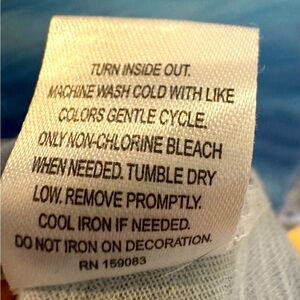 TURN INSIDE OUT.
MACHINE WASH COLD WITH LIKE
COLORS GENTLE CYCLE.
ONLY NON-CHLORINE BLEACH
WHEN NEEDED. TUMBLE DRY
LOW. REMOVE PROMPTLY.
COOL IRON IF NEEDED.
DO NOT IRON ON DECORATION.
RN 159083